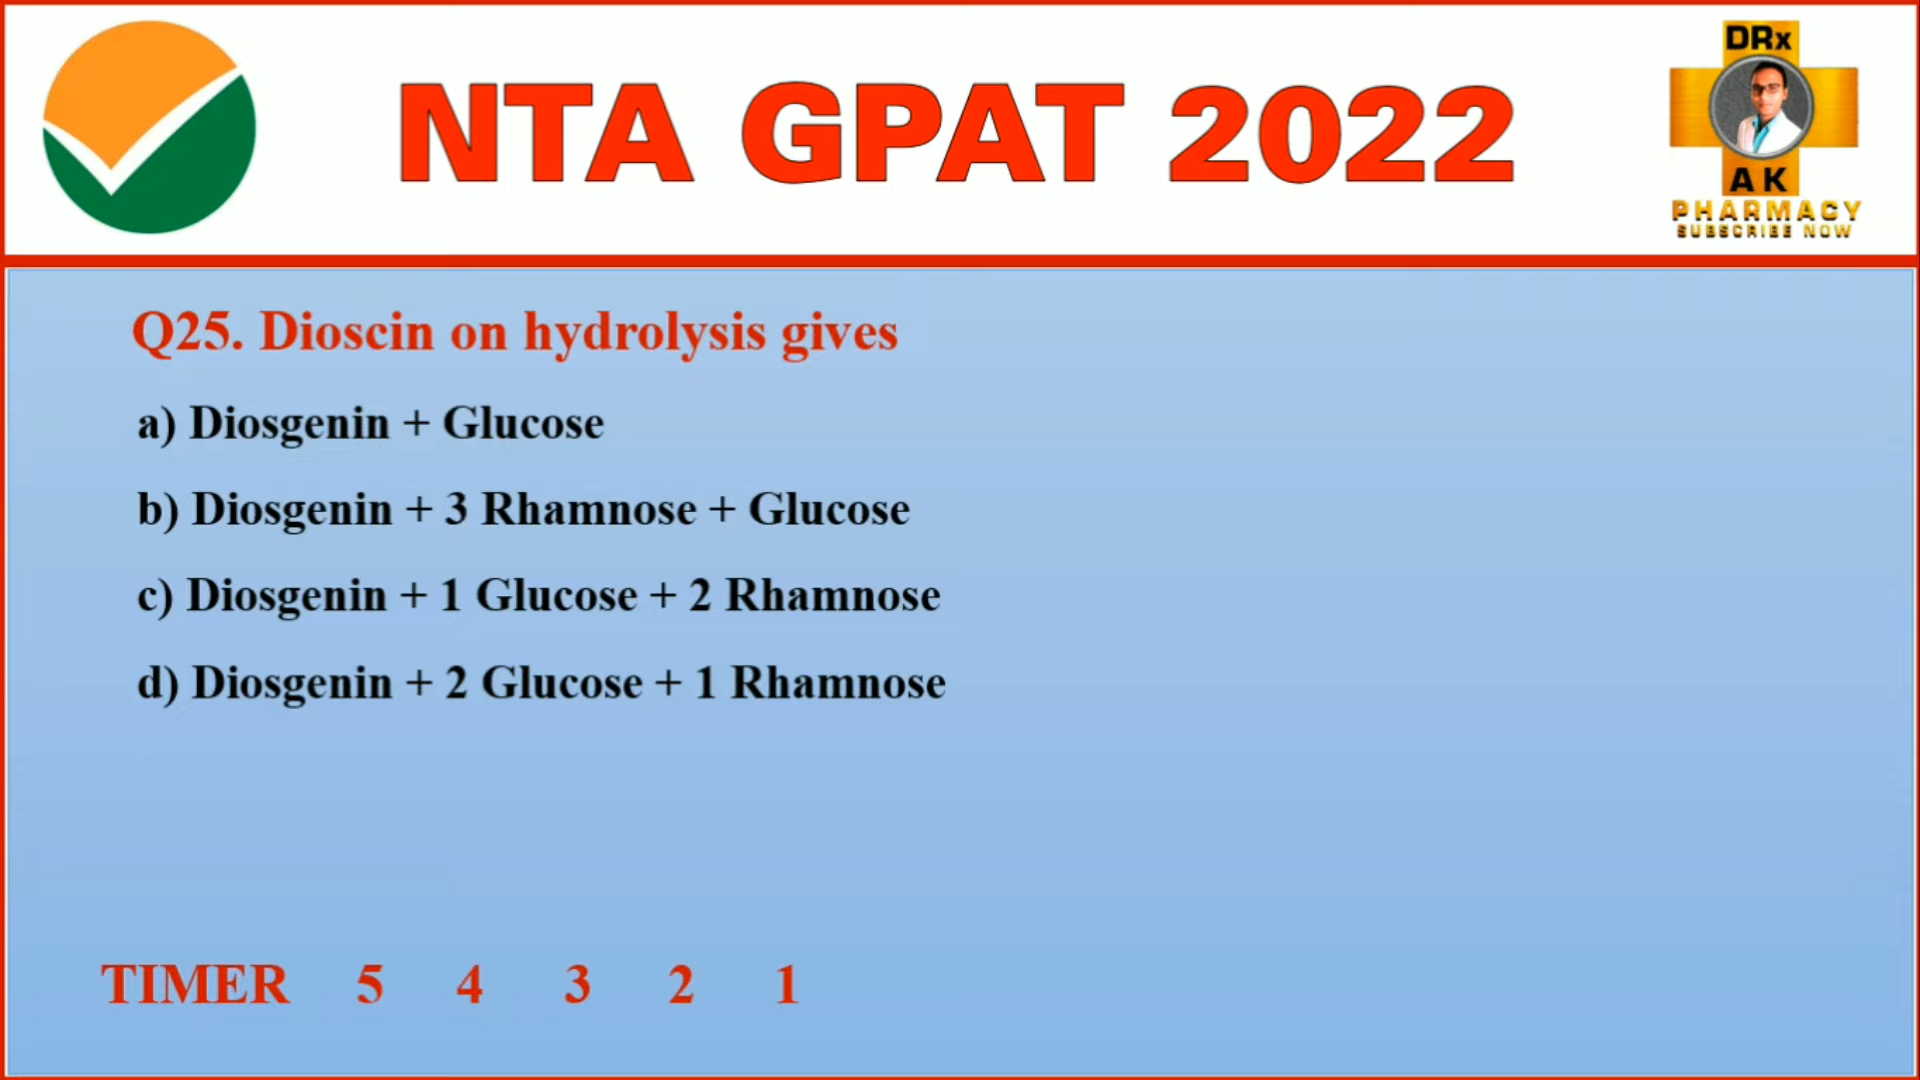 NTA GPAT 2022
DRx
A K
PHARMACY
SUBSCRIBE NOW
Q25. Dioscin on hydrolysis gives
a) Diosgenin + Glucose
b) Diosgenin + 3 Rhamnose + Glucose
c) Diosgenin + 1 Glucose + 2 Rhamnose
d) Diosgenin + 2 Glucose + 1 Rhamnose
TIMER 5 4 3 2 1